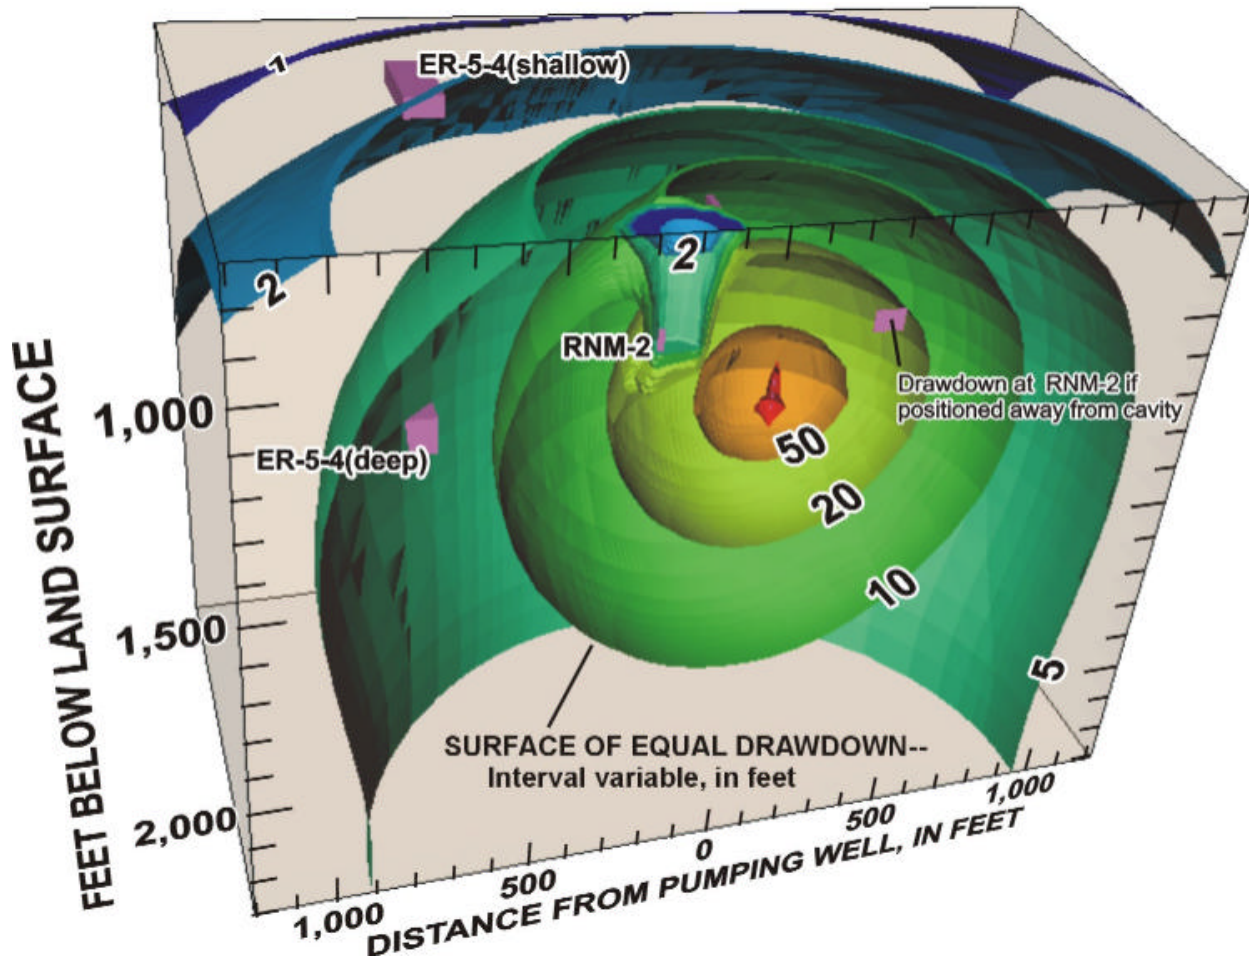 1
ER-5-4(shallow)
2
2
RNM-2
Drawdown at RNM-2 if
positioned away from cavity
ER-5-4(deep)
50
20
10
5
SURFACE OF EQUAL DRAWDOWN--
Interval variable, in feet
FEET BELOW LAND SURFACE
1,000
1,500
2,000
1,000
500
0
500
1,000
DISTANCE FROM PUMPING WELL, IN FEET